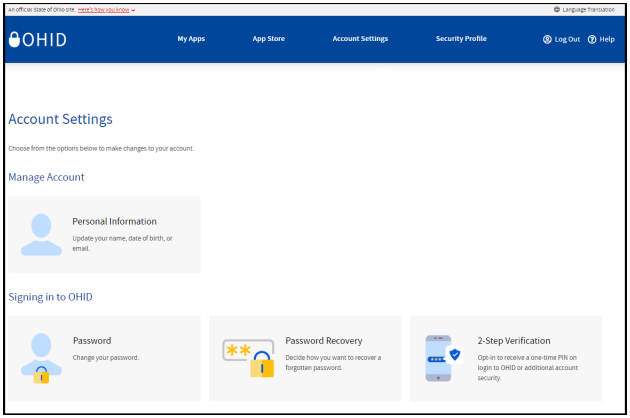 An official State of Ohio site. Here's how you know
Language Translation
OHID
My Apps
App Store
Account Settings
Security Profile
Log Out
Help
Account Settings
Choose from the options below to make changes to your account.
Manage Account
Personal Information
Update your name, date of birth, or
email.
Signing in to OHID
Password
Change your password.
Password Recovery
Decide how you want to recover a
forgotten password.
2-Step Verification
Opt-in to receive a one-time PIN on
login to OHID or additional account
security.